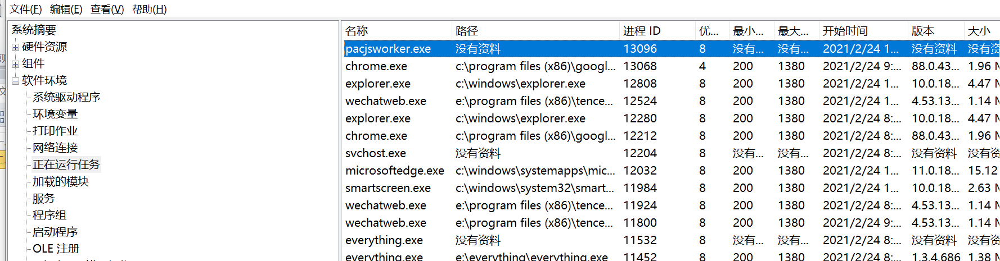 文件(F) 编辑(E) 查看(V) 帮助(H)
系统摘要
硬件资源
组件
软件环境
系统驱动程序
环境变量
打印作业
网络连接
正在运行任务
加载的模块
服务
程序组
启动程序
OLE 注册
名称 路径 进程 ID 优... 最小... 最大... 开始时间 版本 大小
pacjsworker.exe 没有资料 13096 8 没有... 没有... 2021/2/24 1... 没有资料 没有资
chrome.exe c:\program files (x86)\googl... 13068 4 200 1380 2021/2/24 9:... 88.0.43... 1.96 M
explorer.exe c:\windows\explorer.exe 12808 8 200 1380 2021/2/24 1... 10.0.18... 4.47 M
wechatweb.exe e:\program files (x86)\tence... 12524 8 200 1380 2021/2/24 1... 4.53.13... 1.14 M
explorer.exe c:\windows\explorer.exe 12280 8 200 1380 2021/2/24 8:... 10.0.18... 4.47 M
chrome.exe c:\program files (x86)\googl... 12212 8 200 1380 2021/2/24 8:... 88.0.43... 1.96 M
svchost.exe 没有资料 12204 8 没有... 没有... 2021/2/24 8:... 没有资料 没有资
microsoftedge.exe c:\windows\systemapps\mic... 12032 8 200 1380 2021/2/24 1... 11.0.18... 15.12
smartscreen.exe c:\windows\system32\smart... 11984 8 200 1380 2021/2/24 1... 10.0.18... 2.63 M
wechatweb.exe e:\program files (x86)\tence... 11924 8 200 1380 2021/2/24 8:... 4.53.13... 1.14 M
wechatweb.exe e:\program files (x86)\tence... 11800 8 200 1380 2021/2/24 9:... 4.53.13... 1.14 M
everything.exe 没有资料 11532 8 没有... 没有... 2021/2/24 8:... 没有资料 没有资
everything.exe e:\everything\everything.exe 11452 8 200 1380 2021/2/24 8:... 1.3.4.686 1.38 M